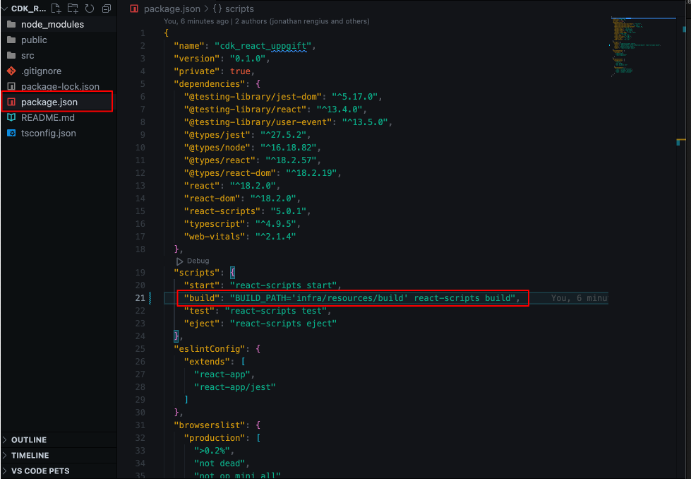 CDK_R...
node_modules
public
src
.gitignore
package-lock.json
package.json
README.md
tsconfig.json
OUTLINE
TIMELINE
VS CODE PETS
package.json > {} scripts
You, 6 minutes ago | 2 authors (jonathan rengius and others)
1 {
2 "name": "cdk_react_uppgift",
3 "version": "0.1.0",
4 "private": true,
5 "dependencies": {
6 "@testing-library/jest-dom": "^5.17.0",
7 "@testing-library/react": "^13.4.0",
8 "@testing-library/user-event": "^13.5.0",
9 "@types/jest": "^27.5.2",
10 "@types/node": "^16.18.82",
11 "@types/react": "^18.2.57",
12 "@types/react-dom": "^18.2.19",
13 "react": "^18.2.0",
14 "react-dom": "^18.2.0",
15 "react-scripts": "5.0.1",
16 "typescript": "^4.9.5",
17 "web-vitals": "^2.1.4"
18 },
Debug
19 "scripts": {
20 "start": "react-scripts start",
21 "build": "BUILD_PATH='infra/resources/build' react-scripts build", You, 6 minu
22 "test": "react-scripts test",
23 "eject": "react-scripts eject"
24 },
25 "eslintConfig": {
26 "extends": [
27 "react-app",
28 "react-app/jest"
29 ]
30 },
31 "browserslist": {
32 "production": [
33 ">0.2%",
34 "not dead",
35 "not op_mini all"